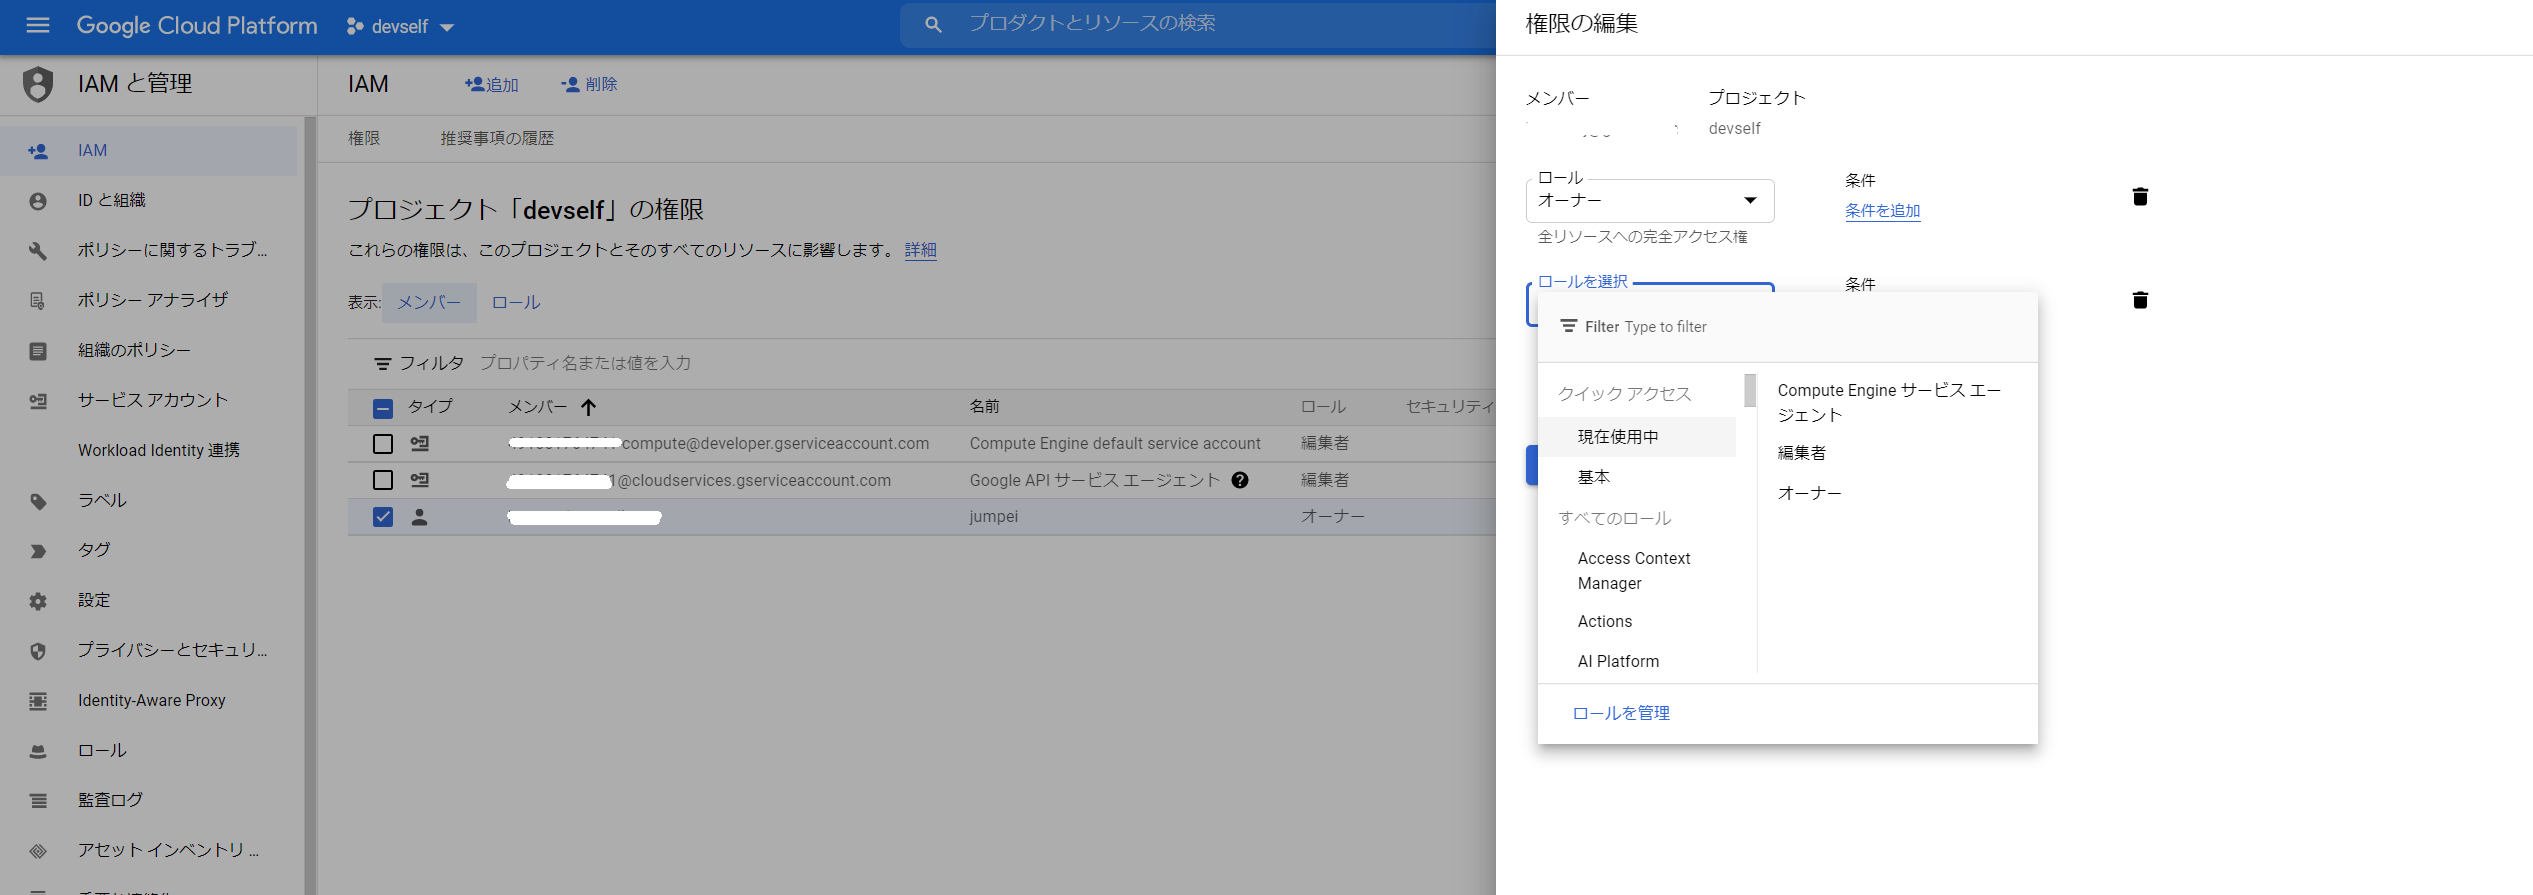 Google Cloud Platform
devself
プロダクトとリソースの検索
IAM と管理
IAM
ID と組織
ポリシーに関するトラブ...
ポリシー アナライザ
組織のポリシー
サービス アカウント
Workload Identity 連携
ラベル
タグ
設定
プライバシーとセキュリ...
Identity-Aware Proxy
ロール
監査ログ
アセット インベントリ ...
IAM
追加
削除
権限
推奨事項の履歴
プロジェクト「devself」の権限
これらの権限は、このプロジェクトとそのすべてのリソースに影響します。 詳細
表示: メンバー ロール
フィルタ プロパティ名または値を入力
タイプ メンバー 名前 ロール セキュリティ
compute@developer.gserviceaccount.com Compute Engine default service account 編集者
1@cloudservices.gserviceaccount.com Google API サービス エージェント 編集者
jumpei オーナー
権限の編集
メンバー プロジェクト
devself
ロール
オーナー
全リソースへの完全アクセス権
条件
条件を追加
ロールを選択
条件
Filter Type to filter
クイック アクセス
現在使用中
基本
すべてのロール
Access Context
Manager
Actions
AI Platform
Compute Engine サービス エー
ジェント
編集者
オーナー
ロールを管理